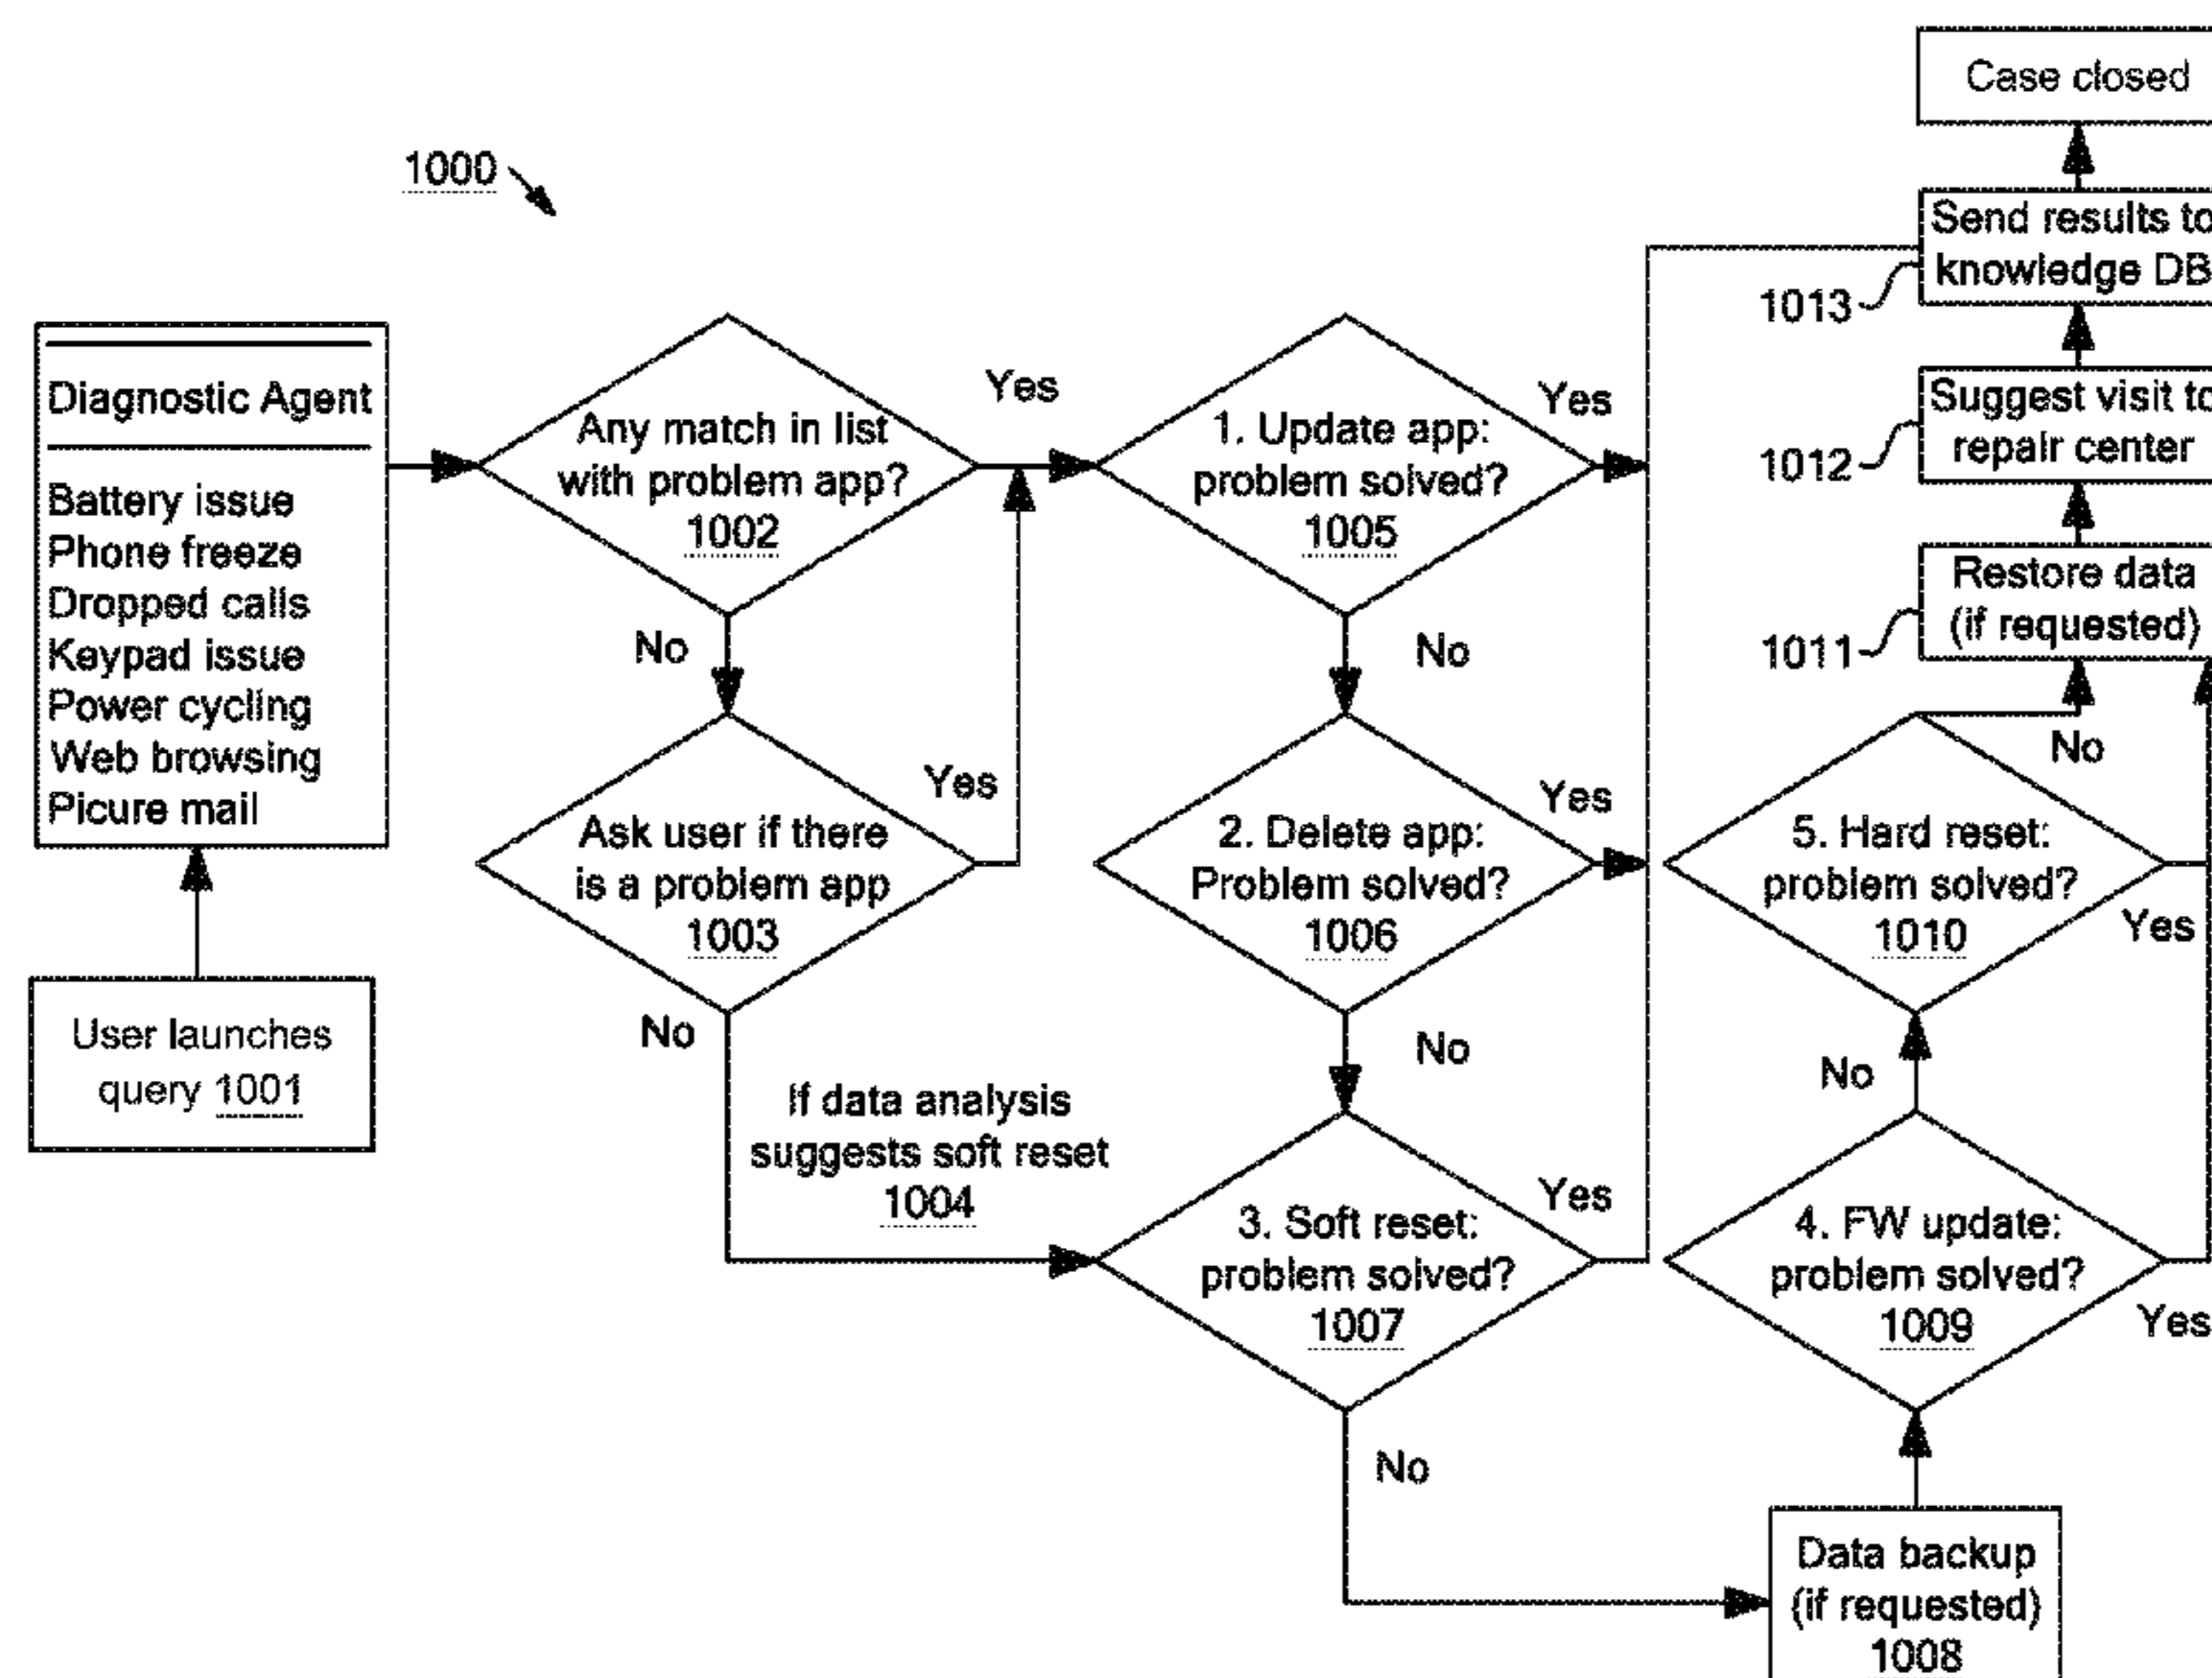 1000
Diagnostic Agent
Battery issue
Phone freeze
Dropped calls
Keypad issue
Power cycling
Web browsing
Picure mail
User launches
query 1001
Any match in list
with problem app?
1002
Yes
No
Ask user if there
is a problem app
1003
Yes
No
If data analysis
suggests soft reset
1004
1. Update app:
problem solved?
1005
Yes
No
2. Delete app:
Problem solved?
1006
Yes
No
3. Soft reset:
problem solved?
1007
Yes
No
Data backup
(if requested)
1008
4. FW update:
problem solved?
1009
Yes
No
5. Hard reset:
problem solved?
1010
Yes
No
Restore data
(if requested)
1011
Suggest visit to
repair center
1012
Send results to
knowledge DB
1013
Case closed